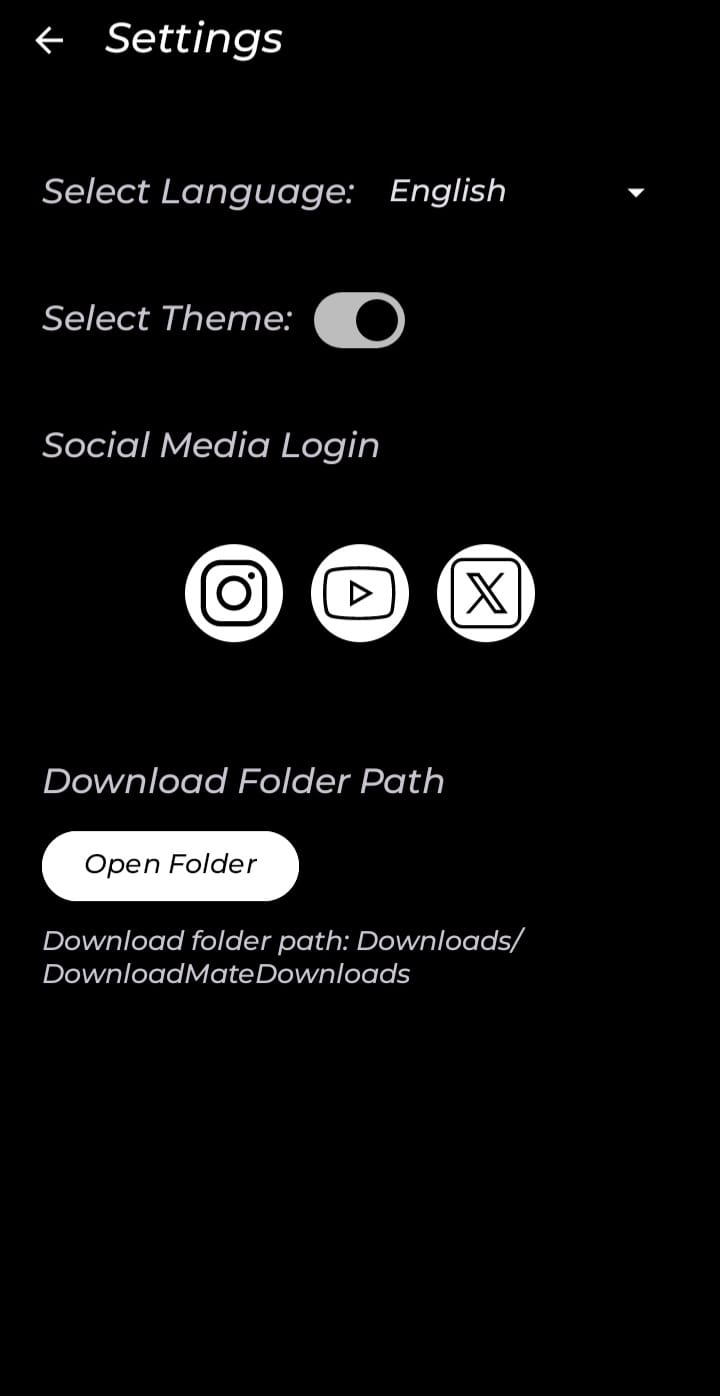 Settings
Select Language: English
Select Theme:
Social Media Login
Download Folder Path
Open Folder
Download folder path: Downloads/
DownloadMateDownloads